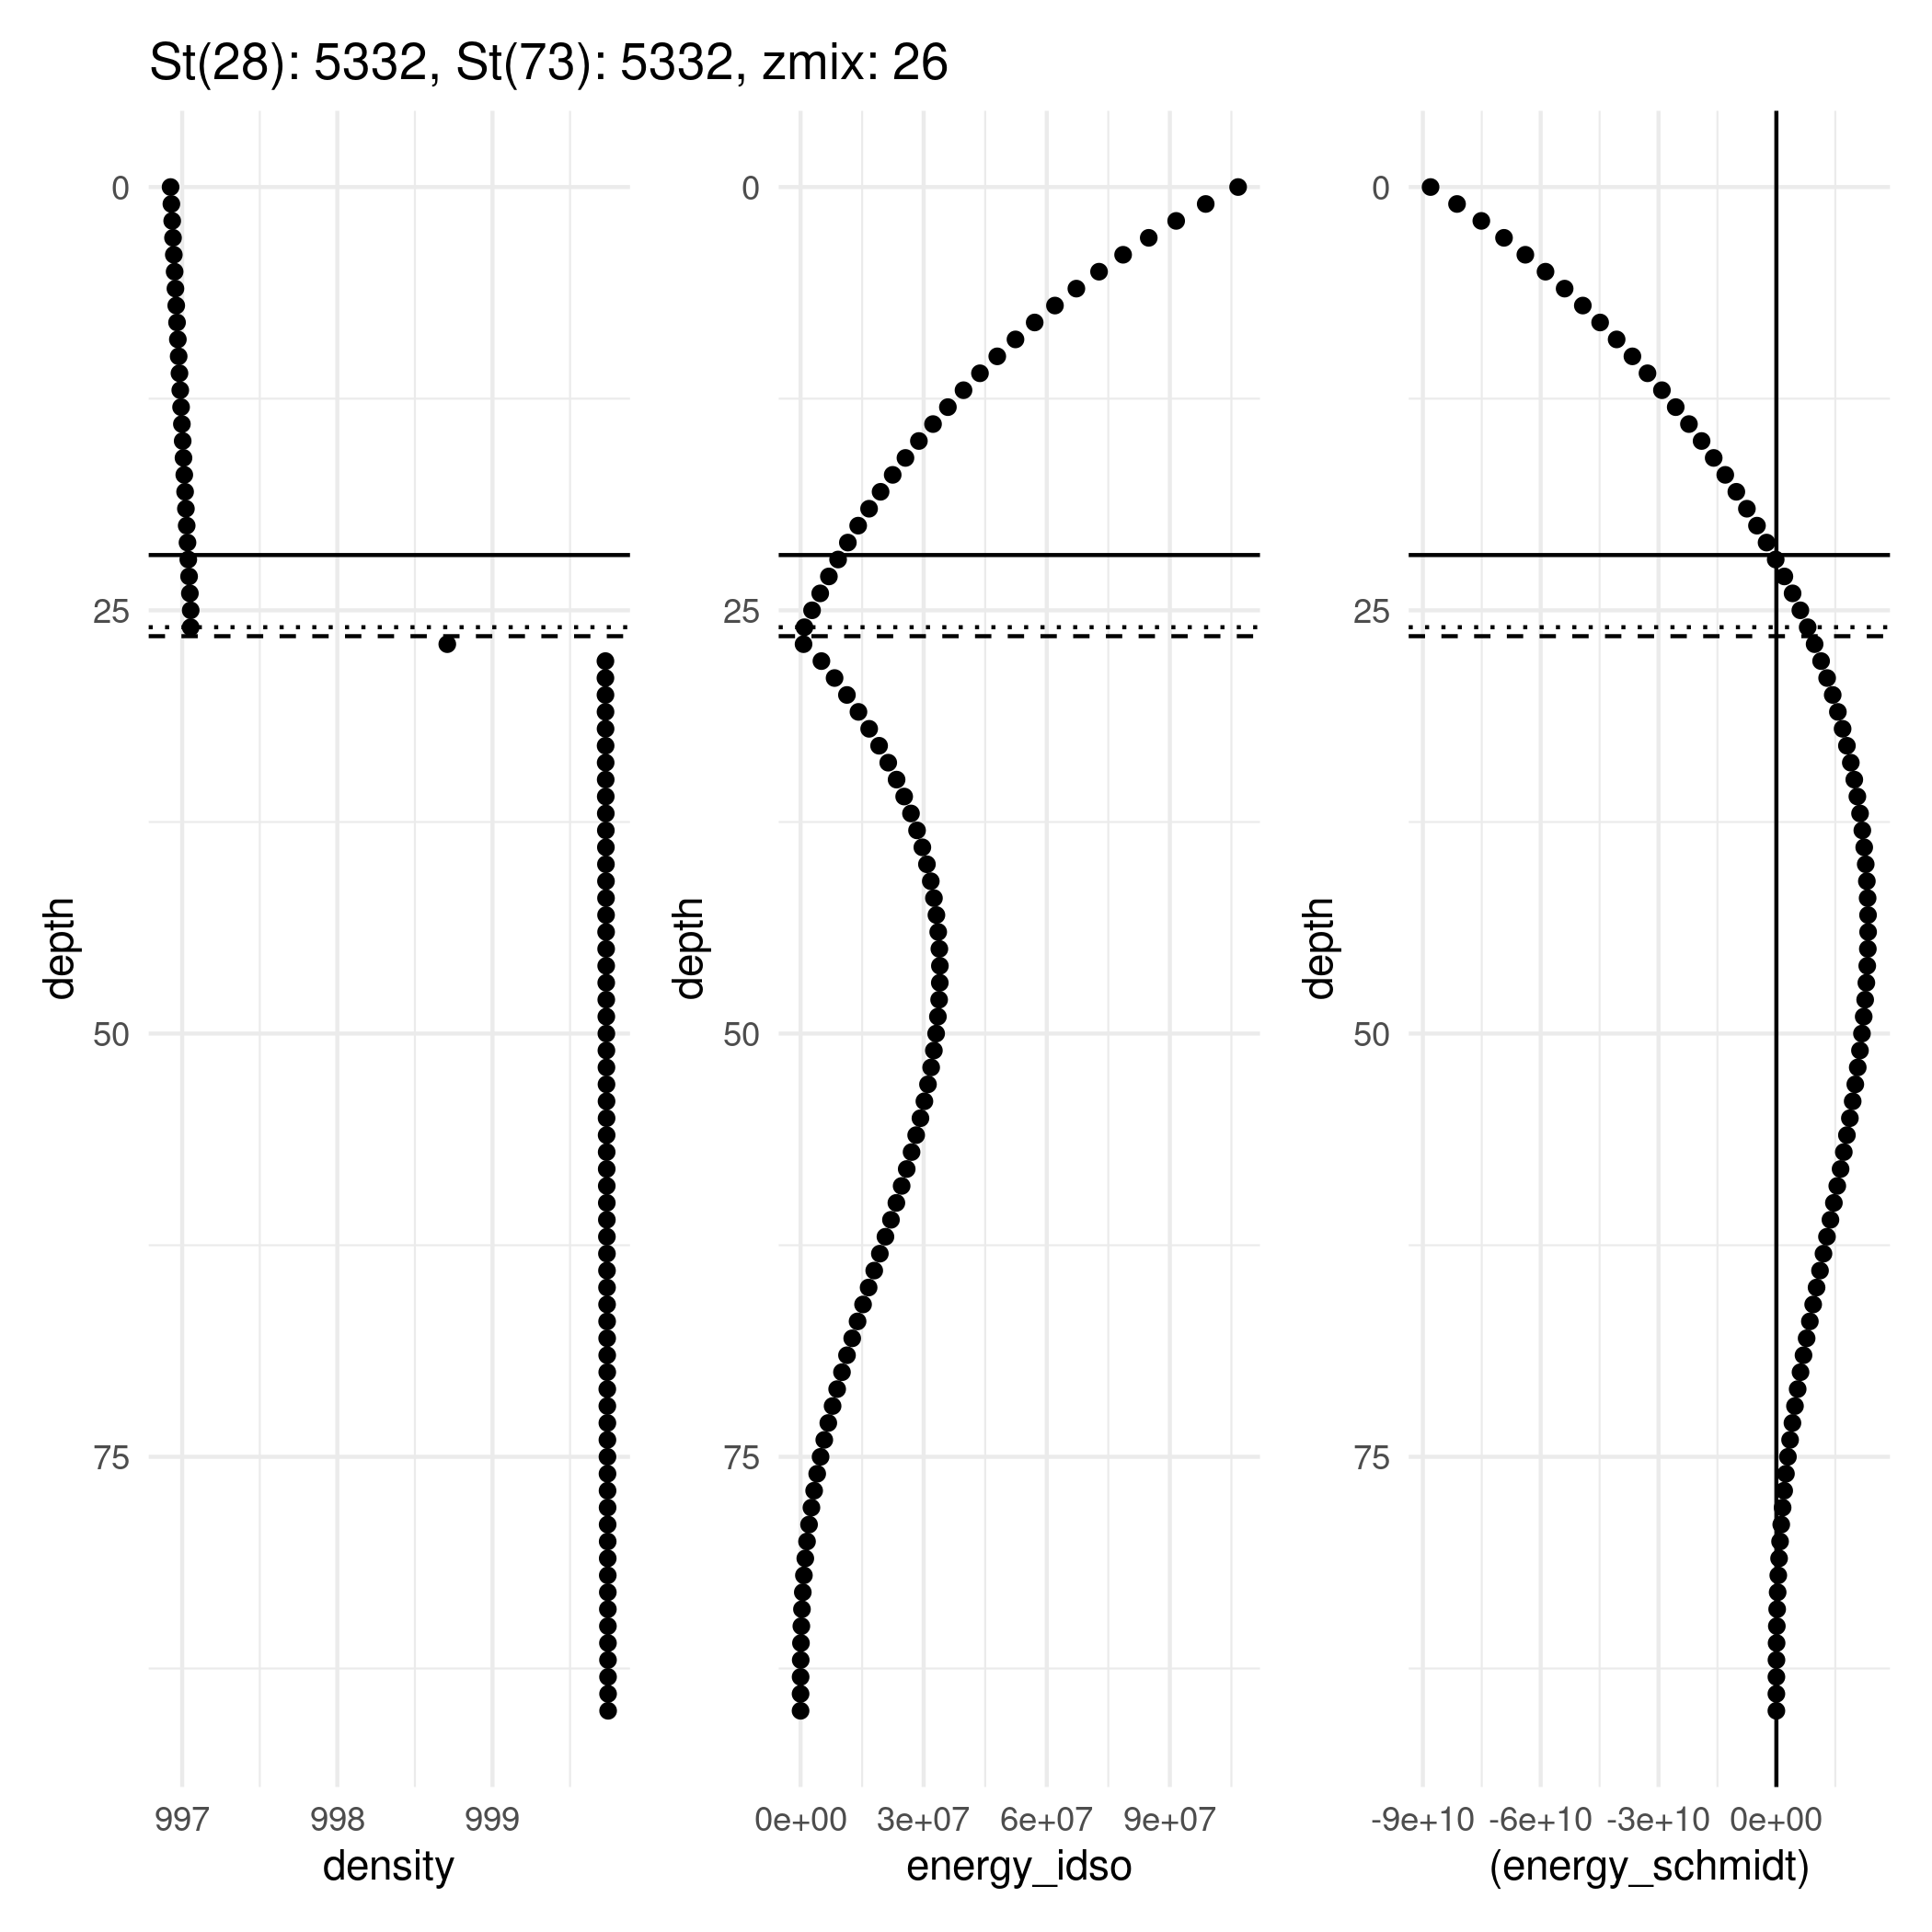 St(28): 5332, St(73): 5332, zmix: 26
0
25
50
75
depth
997 998 999
density
0
25
50
75
depth
0e+00 3e+07 6e+07 9e+07
energy_idso
0
25
50
75
depth
-9e+10 -6e+10 -3e+10 0e+00
(energy_schmidt)